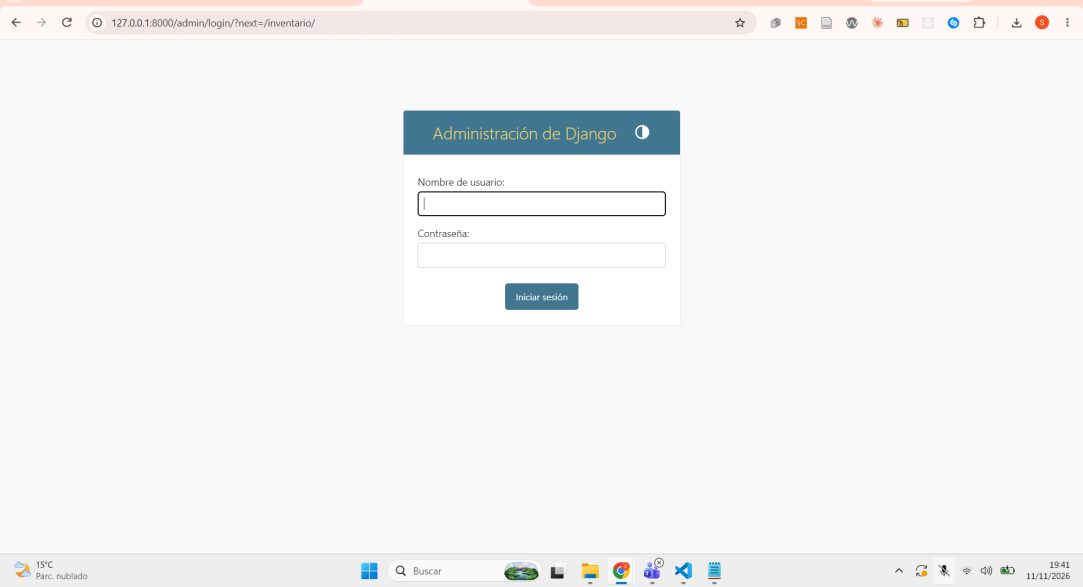 127.0.0.1:8000/admin/login/?next=/inventario/
SC
S
Administración de Django
Nombre de usuario:
Contraseña:
Iniciar sesión
15°C
Parc. nublado
Buscar
19:41
11/11/2026